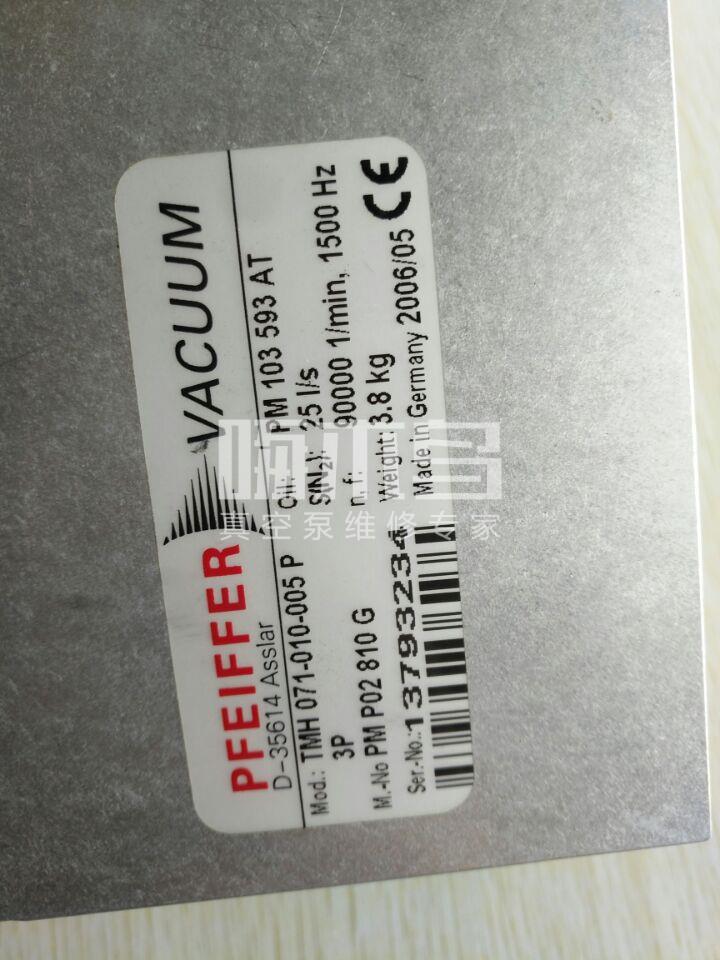 PFEIFFER VACUUM
D-35614 Asslar
Mod.: TMH 071-010-005 P
3P
M.-No PM P02 810 G
Ser.-No.: 13793234
Oil: PM 103 593 AT
S(N₂): 25 l/s
n, f: 90000 1/min, 1500 Hz
Weight: 3.8 kg
Made in Germany 2006/05 CE
真空泵维修专家